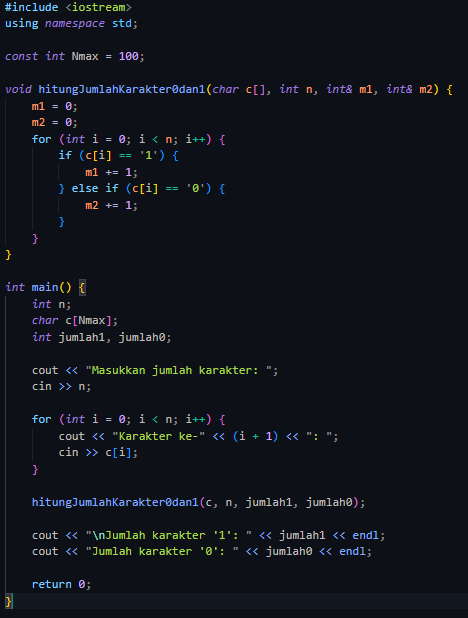 #include <iostream>
using namespace std;

const int Nmax = 100;

void hitungJumlahKarakter0dan1(char c[], int n, int& m1, int& m2) {
    m1 = 0;
    m2 = 0;
    for (int i = 0; i < n; i++) {
        if (c[i] == '1') {
            m1 += 1;
        } else if (c[i] == '0') {
            m2 += 1;
        }
    }
}

int main() {
    int n;
    char c[Nmax];
    int jumlah1, jumlah0;

    cout << "Masukkan jumlah karakter: ";
    cin >> n;

    for (int i = 0; i < n; i++) {
        cout << "Karakter ke-" << (i + 1) << ": ";
        cin >> c[i];
    }

    hitungJumlahKarakter0dan1(c, n, jumlah1, jumlah0);

    cout << "\nJumlah karakter '1': " << jumlah1 << endl;
    cout << "Jumlah karakter '0': " << jumlah0 << endl;

    return 0;
}